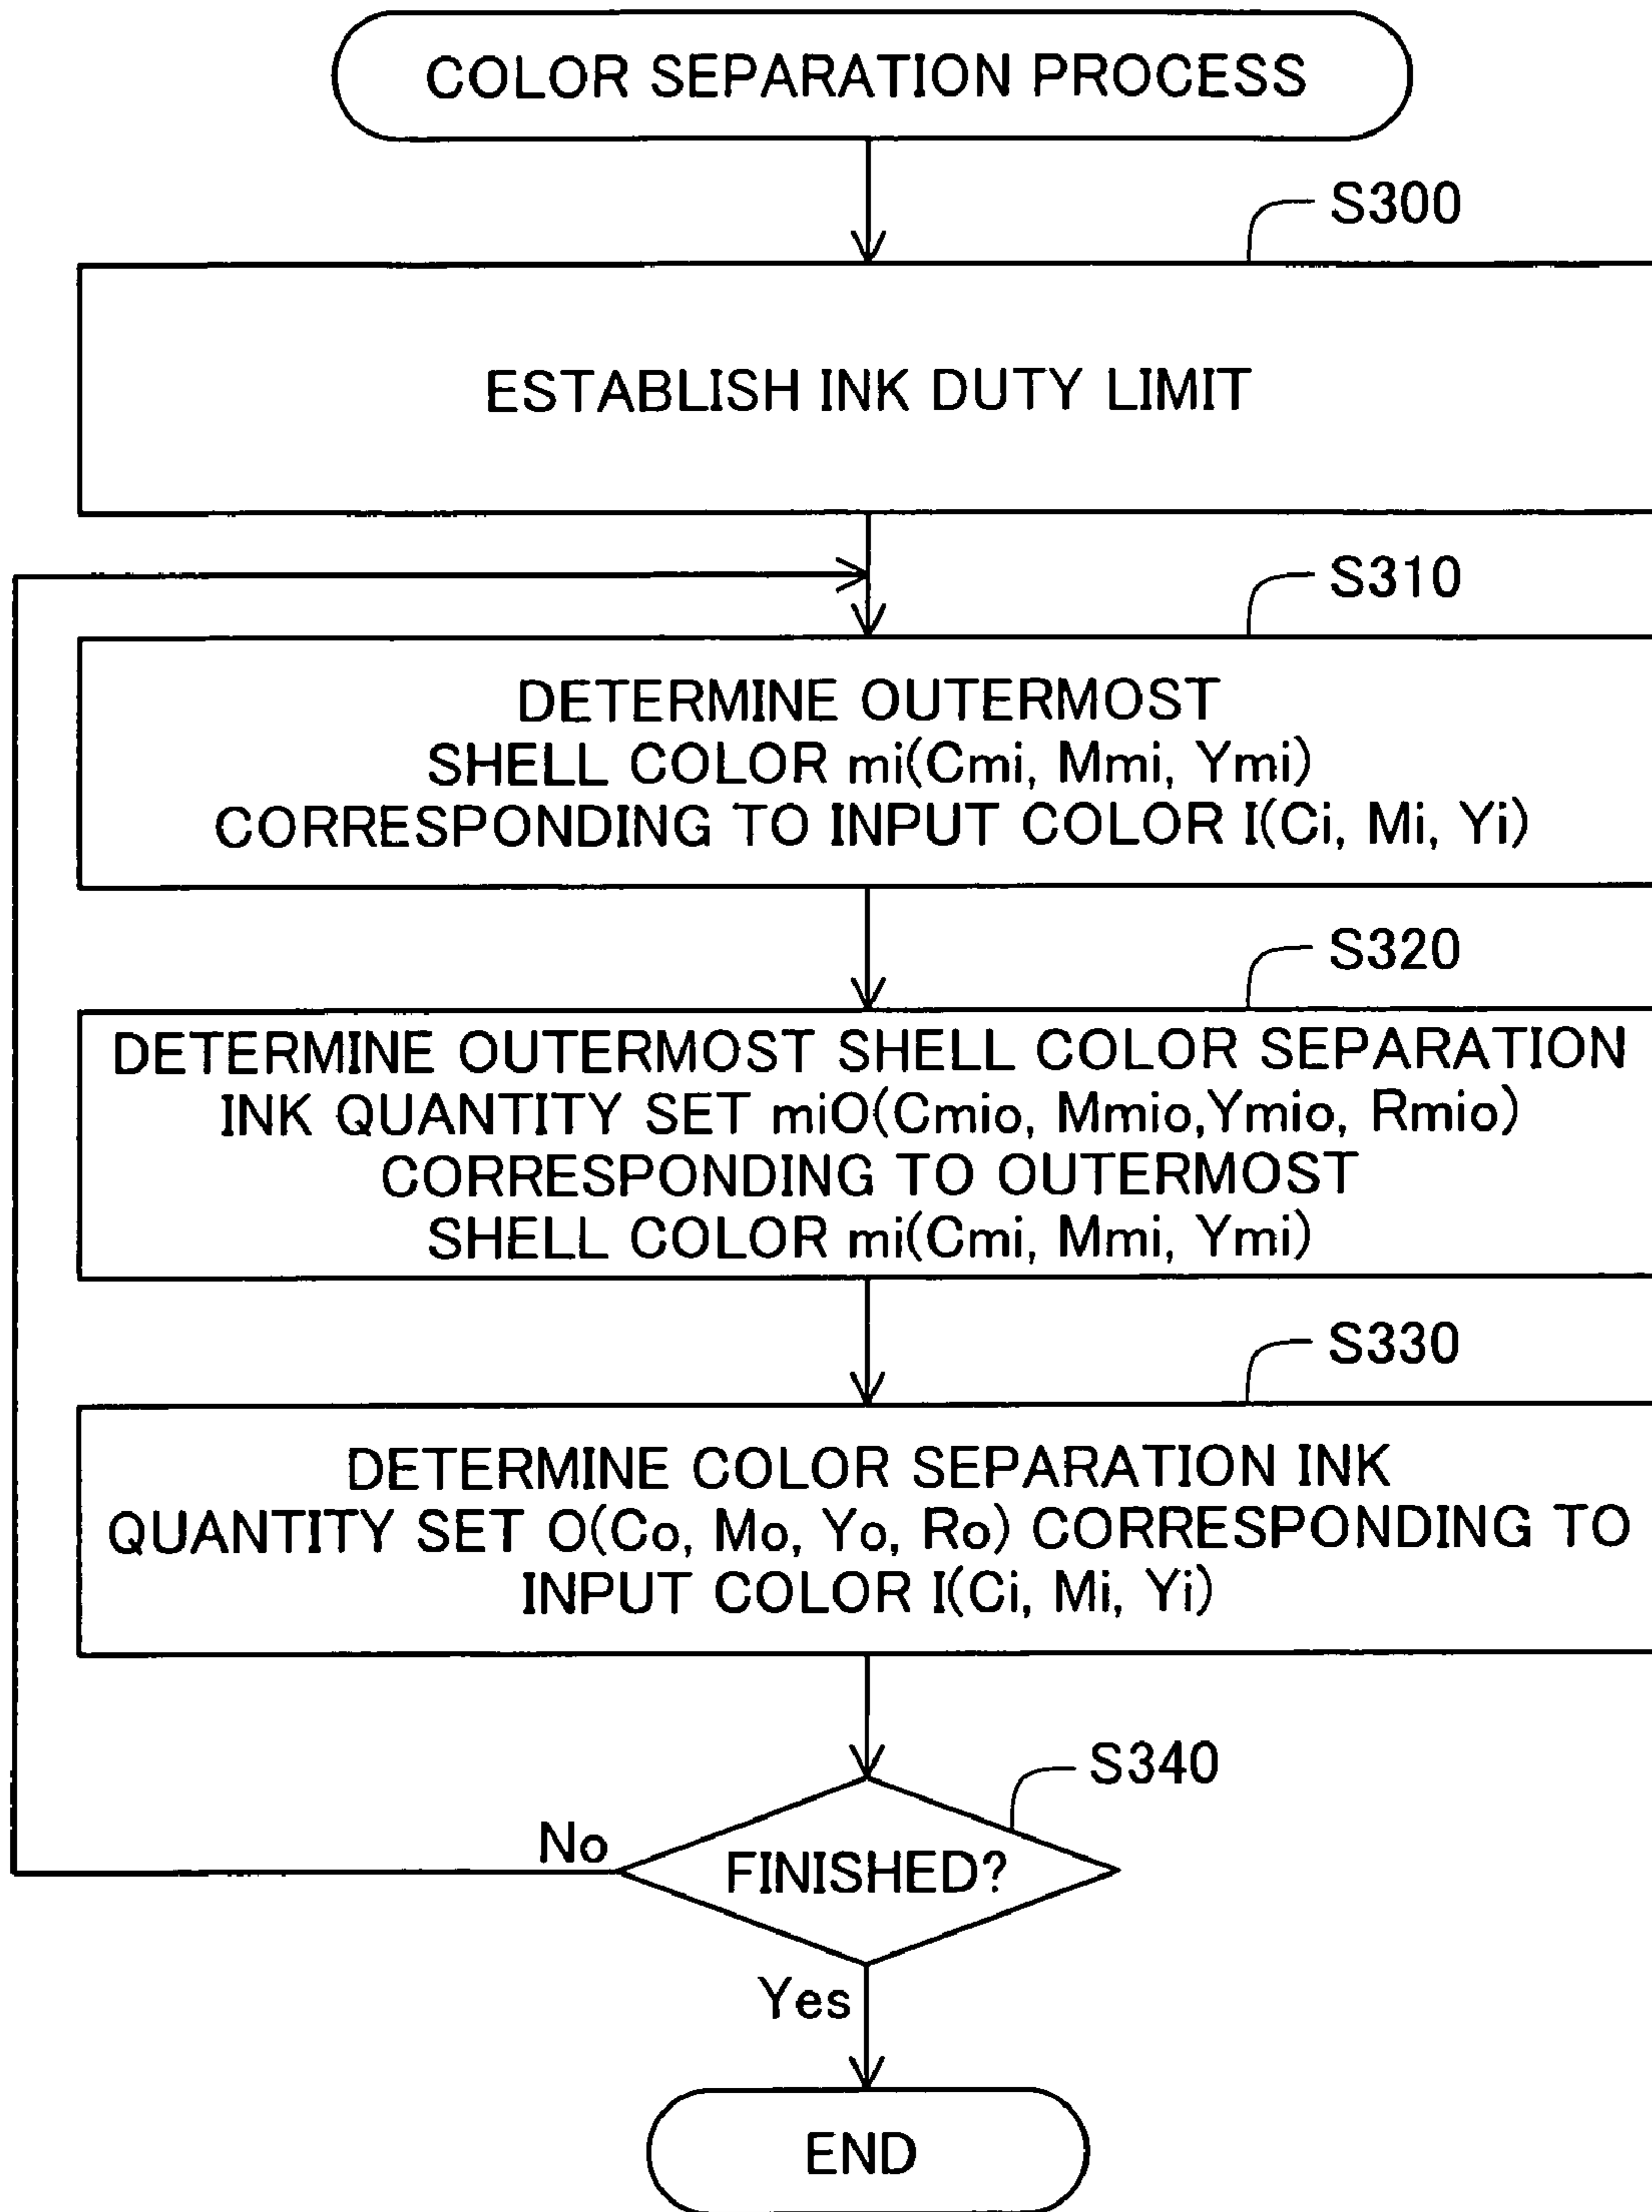 COLOR SEPARATION PROCESS
S300
ESTABLISH INK DUTY LIMIT
S310
DETERMINE OUTERMOST
SHELL COLOR mi(Cmi, Mmi, Ymi)
CORRESPONDING TO INPUT COLOR I(Ci, Mi, Yi)
S320
DETERMINE OUTERMOST SHELL COLOR SEPARATION
INK QUANTITY SET miO(Cmio, Mmio,Ymio, Rmio)
CORRESPONDING TO OUTERMOST
SHELL COLOR mi(Cmi, Mmi, Ymi)
S330
DETERMINE COLOR SEPARATION INK
QUANTITY SET O(Co, Mo, Yo, Ro) CORRESPONDING TO
INPUT COLOR I(Ci, Mi, Yi)
S340
No
FINISHED?
Yes
END